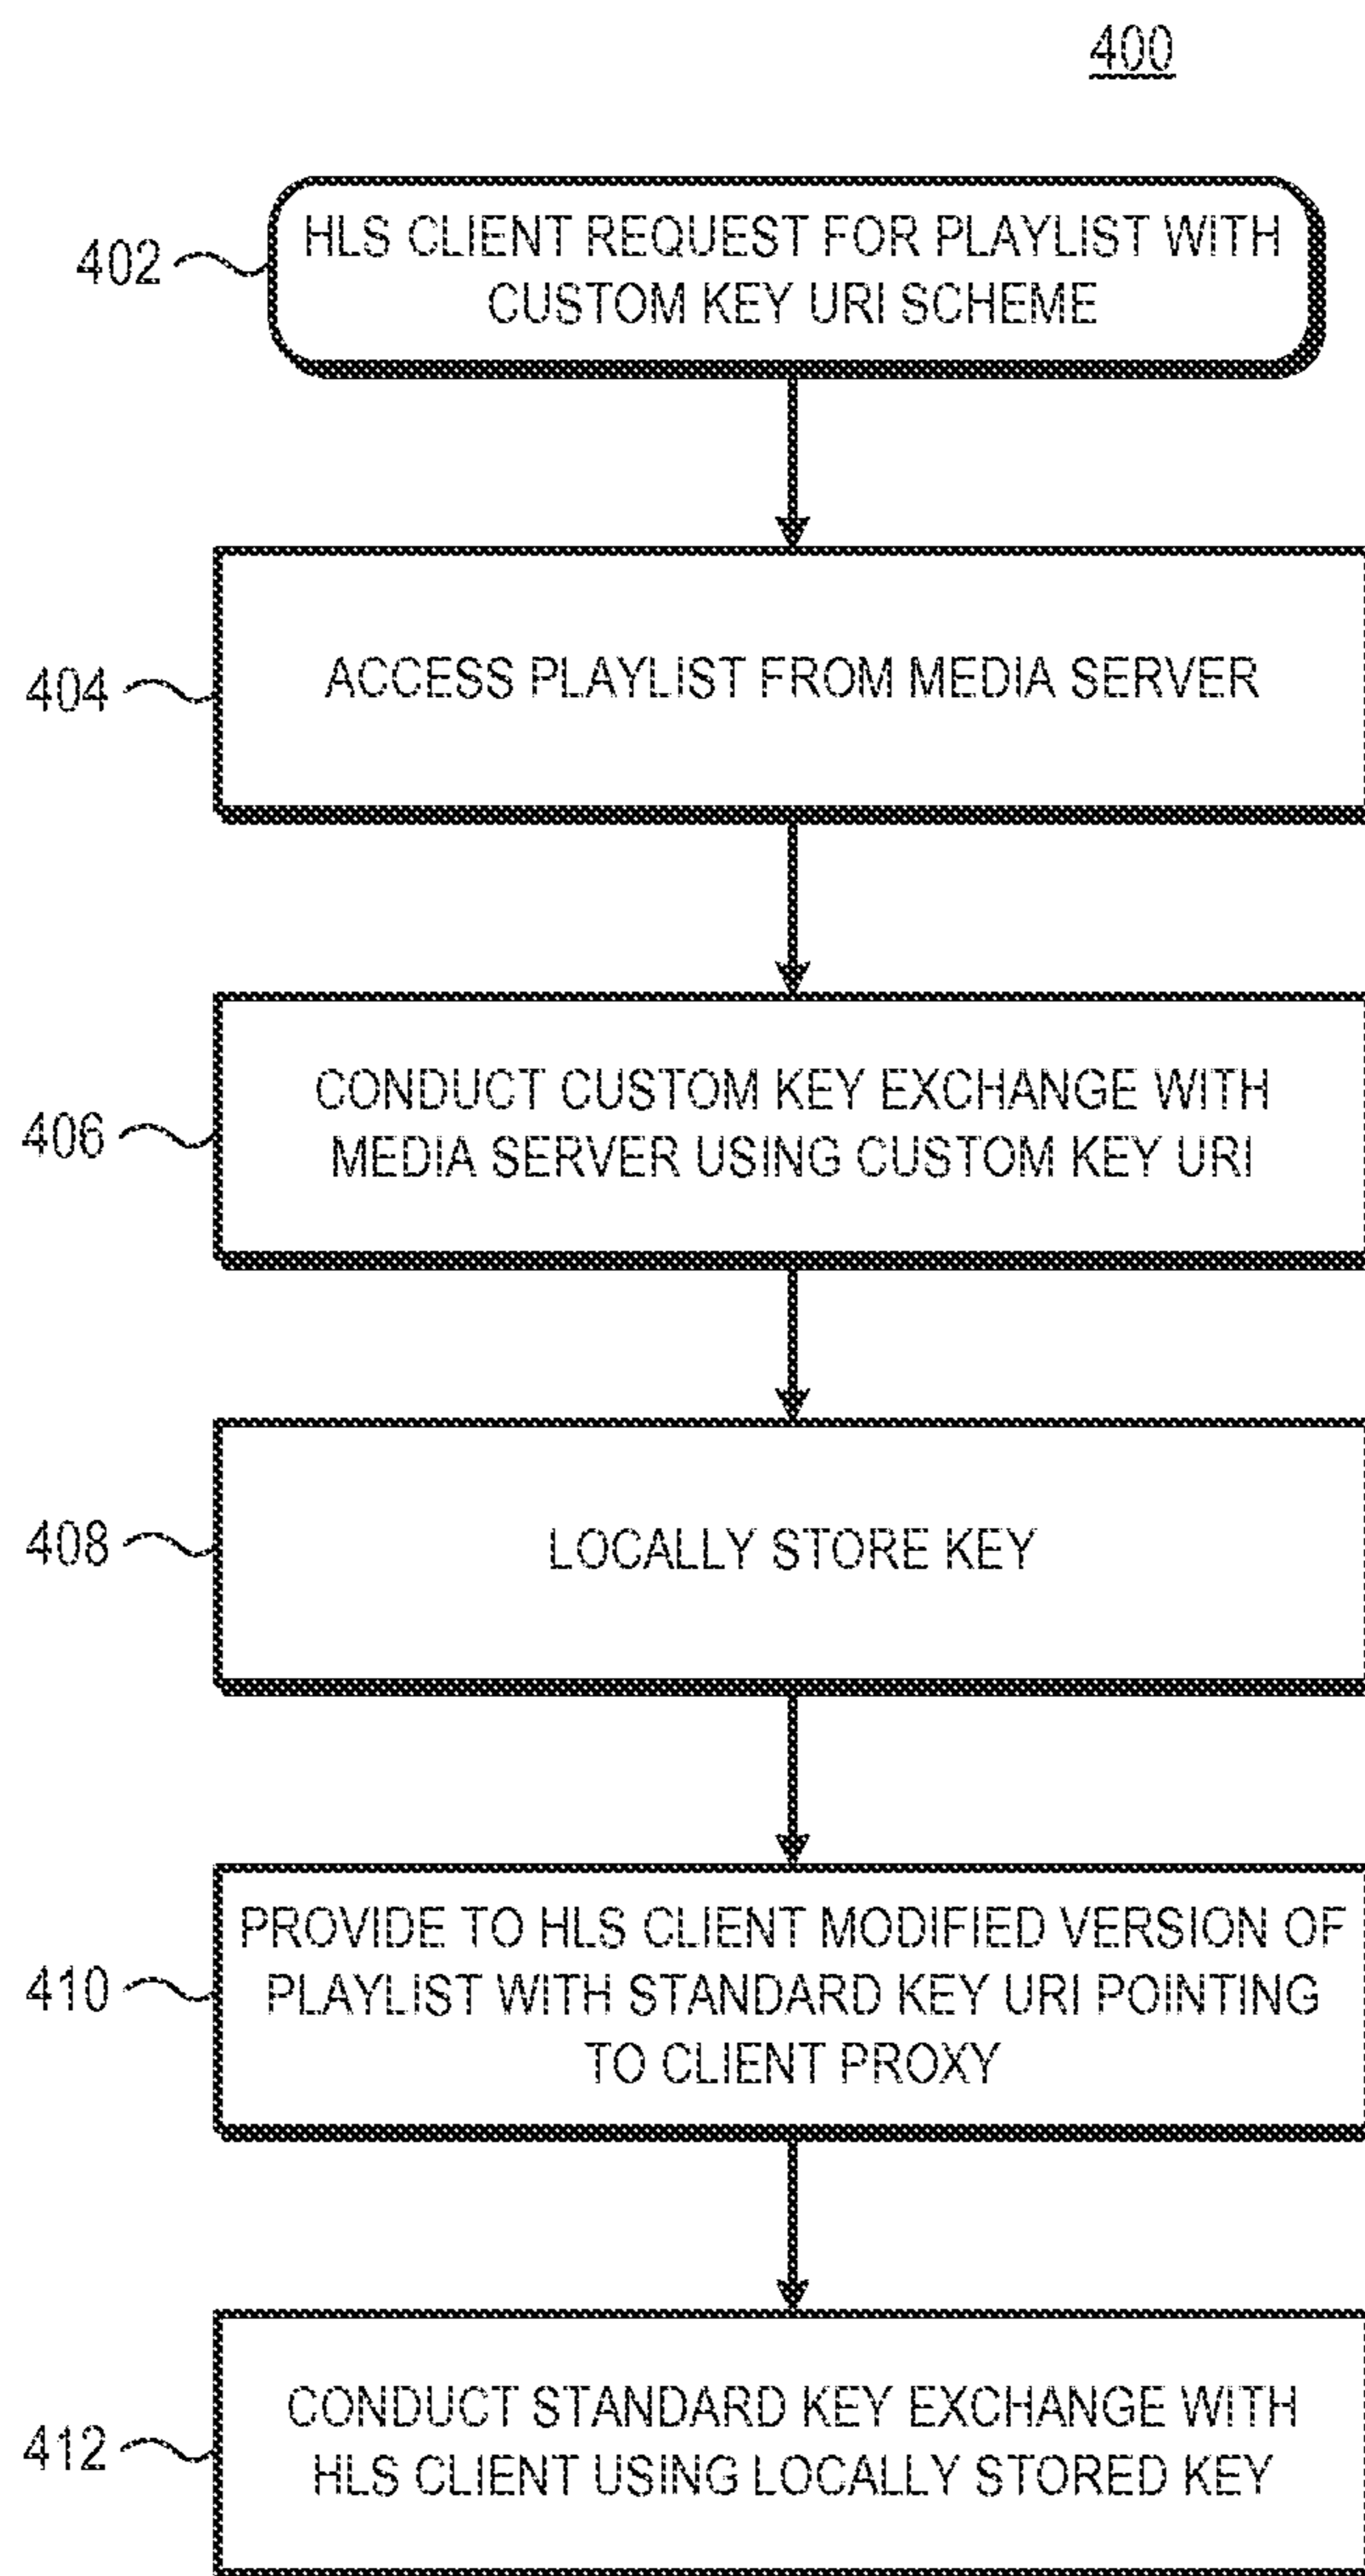 400
402
HLS CLIENT REQUEST FOR PLAYLIST WITH
CUSTOM KEY URI SCHEME
404
ACCESS PLAYLIST FROM MEDIA SERVER
406
CONDUCT CUSTOM KEY EXCHANGE WITH
MEDIA SERVER USING CUSTOM KEY URI
408
LOCALLY STORE KEY
410
PROVIDE TO HLS CLIENT MODIFIED VERSION OF
PLAYLIST WITH STANDARD KEY URI POINTING
TO CLIENT PROXY
412
CONDUCT STANDARD KEY EXCHANGE WITH
HLS CLIENT USING LOCALLY STORED KEY